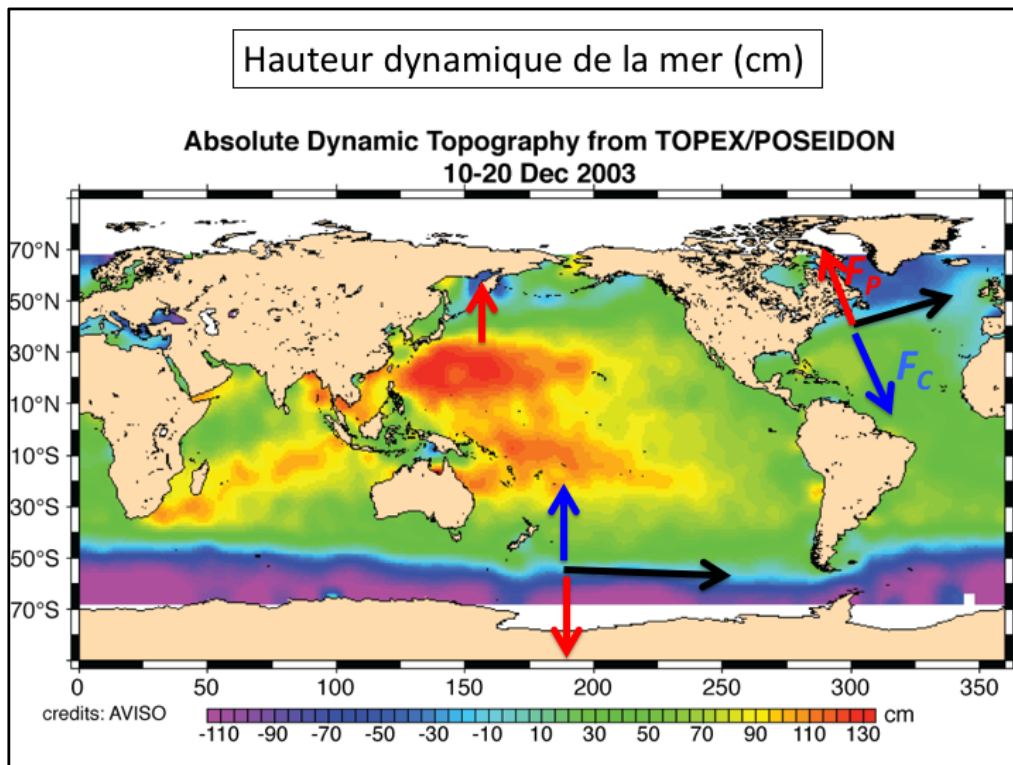 Hauteur dynamique de la mer (cm)
Absolute Dynamic Topography from TOPEX/POSEIDON
10-20 Dec 2003
70°N
50°N
30°N
10°N
10°S
30°S
50°S
70°S
F_P
F_C
0 50 100 150 200 250 300 350
credits: AVISO
-110 -90 -70 -50 -30 -10 10 30 50 70 90 110 130 cm